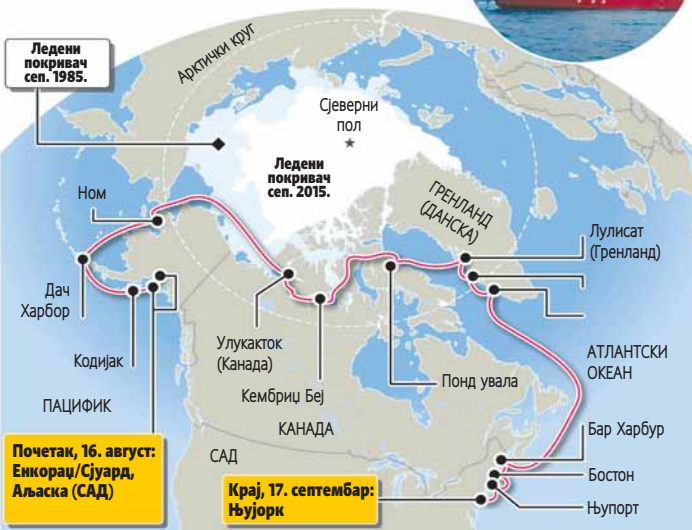 Ледени
покривач
сеп. 1985.
Арктички круг
Сјеверни
пол
Ледени
покривач
сеп. 2015.
ГРЕНЛАНД
(ДАНСКА)
Ном
Лулисат
(Гренланд)
Дач
Харбор
Кодијак
Улукакток
(Канада)
Кембриџ Беј
Понд увала
АТЛАНТСКИ
ОКЕАН
ПАЦИФИК
КАНАДА
САД
Почетак, 16. август:
Енкораџ/Сјуард,
Аљаска (САД)
Крај, 17. септембар:
Њујорк
Бар Харбур
Бостон
Њупорт